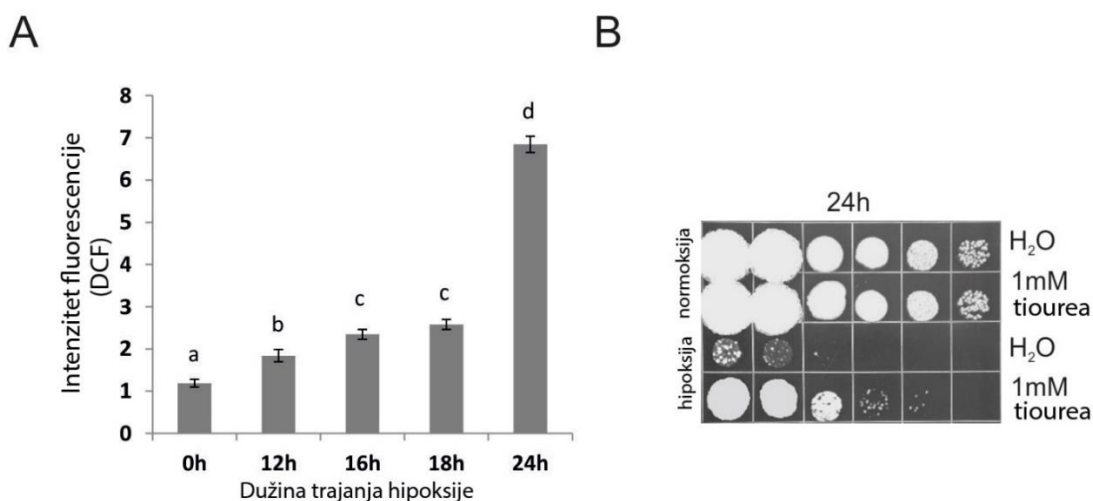 A
B
Intenzitet fluorescencije
(DCF)
8
7
6
5
4
3
2
1
0
a
b
c
c
d
0h 12h 16h 18h 24h
Dužina trajanja hipoksije
24h
normoksija
hipoksija
H₂O
1mM
tiourea
H₂O
1mM
tiourea